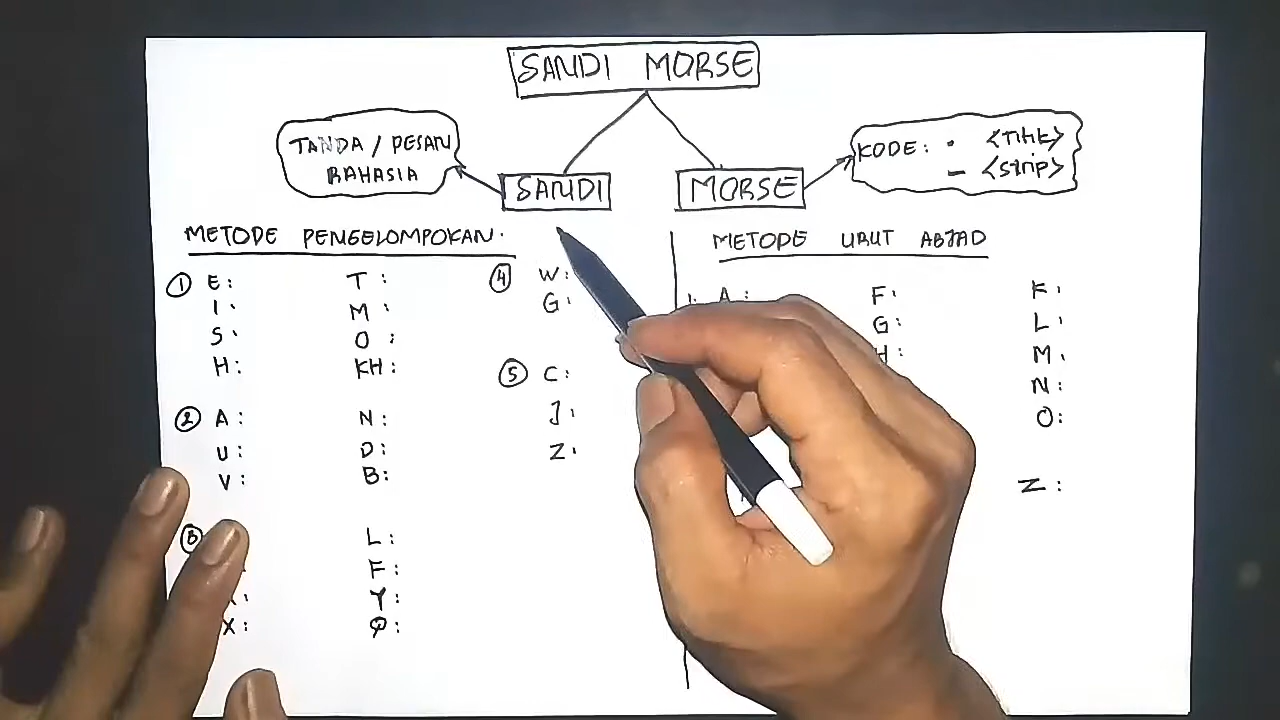 SANDI MORSE
TANDA / PESAN
RAHASIA
SANDI
MORSE
KODE: • <Titik>
− <strip>
METODE PENGELOMPOKAN.
① E: T:
I: M:
S: O:
H: KH:
② A: N:
U: D:
V: B:
③ L:
F:
Y:
X: Q:
④ W:
G:
⑤ C:
J:
Z:
METODE URUT ABJAD
A: F: K:
G: L:
H: M:
N:
O:
Z: